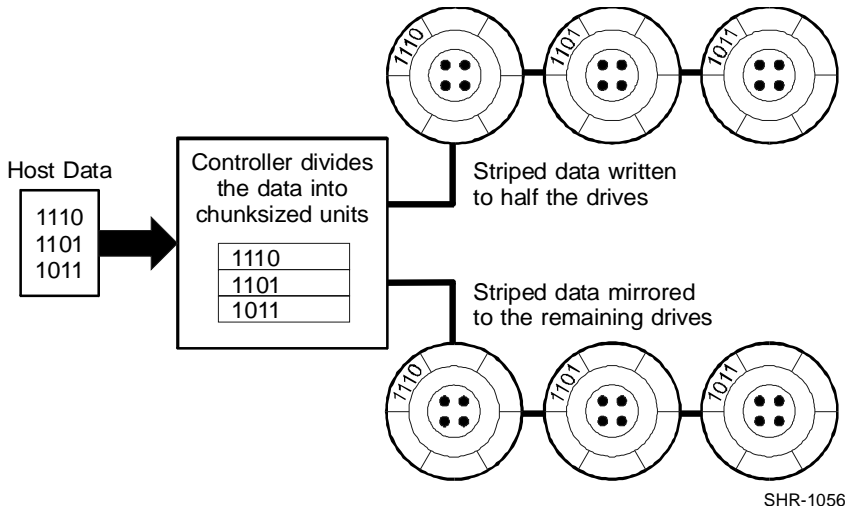 1110
1101
1011
Host Data
1110
1101
1011
Controller divides
the data into
chunksized units
1110
1101
1011
Striped data written
to half the drives
Striped data mirrored
to the remaining drives
1110
1101
1011
SHR-1056